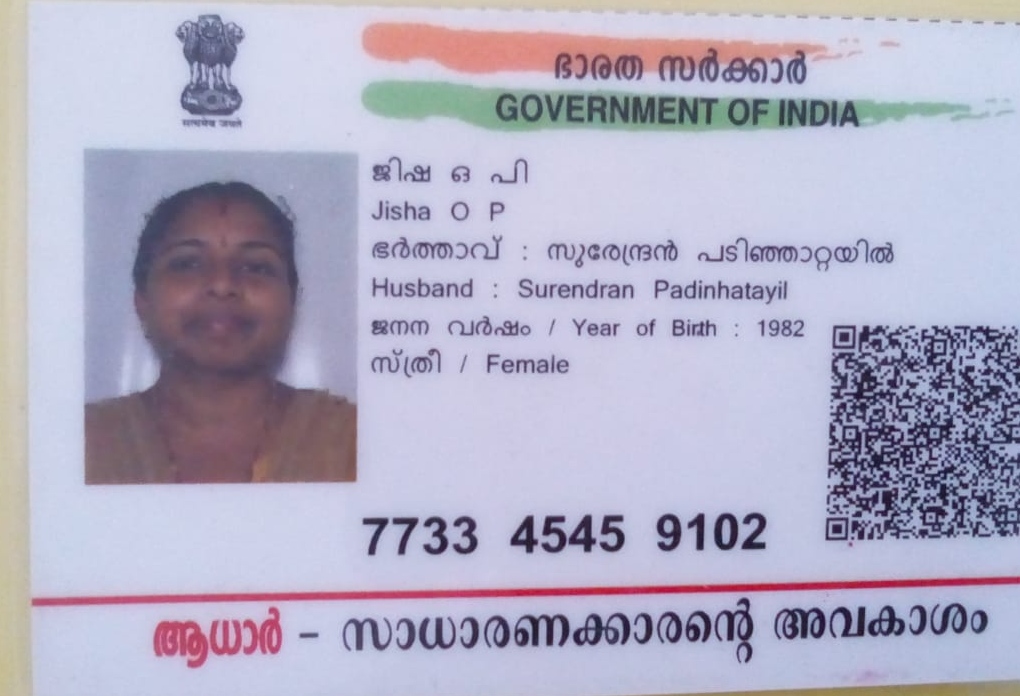 सत्यमेव जयते
ഭാരത സർക്കാർ
GOVERNMENT OF INDIA
ജിഷ ഒ പി
Jisha O P
ഭർത്താവ് : സുരേന്ദ്രൻ പടിഞ്ഞാറ്റയിൽ
Husband : Surendran Padinhatayil
ജനന വർഷം / Year of Birth : 1982
സ്ത്രീ / Female
7733 4545 9102
ആധാർ – സാധാരണക്കാരന്റെ അവകാശം